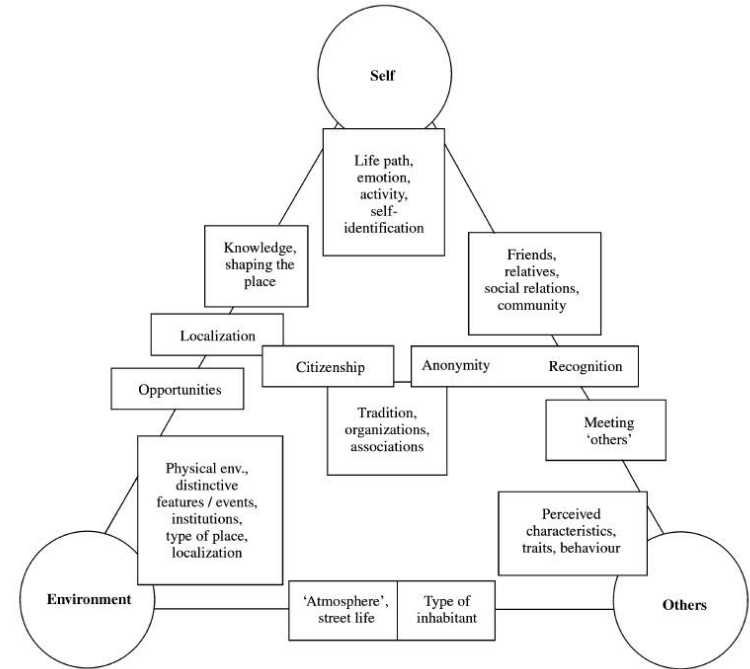 Self
Life path,
emotion,
activity,
self-
identification
Knowledge,
shaping the
place
Friends,
relatives,
social relations,
community
Localization
Citizenship
Anonymity
Recognition
Opportunities
Tradition,
organizations,
associations
Meeting
‘others’
Physical env.,
distinctive
features / events,
institutions,
type of place,
localization
Perceived
characteristics,
traits, behaviour
Environment
‘Atmosphere’,
street life
Type of
inhabitant
Others